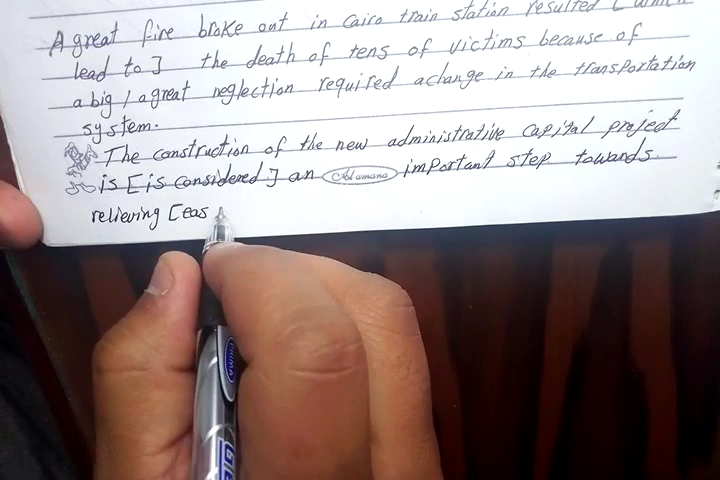 A great fire broke out in Cairo train station resulted [ which
lead to ] the death of tens of victims because of
a big / a great neglection required a change in the transportation
system.
The construction of the new administrative capital project
is [ is considered ] an important step towards
relieving [ eas
PRIMA